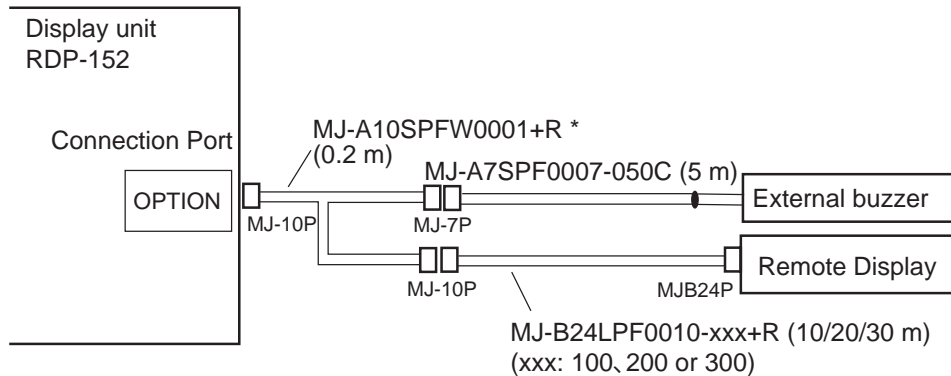 Display unit
RDP-152
Connection Port
OPTION
MJ-10P
MJ-A10SPFW0001+R *
(0.2 m)
MJ-A7SPF0007-050C (5 m)
MJ-7P
External buzzer
MJ-10P
MJB24P
Remote Display
MJ-B24LPF0010-xxx+R (10/20/30 m)
(xxx: 100、200 or 300)